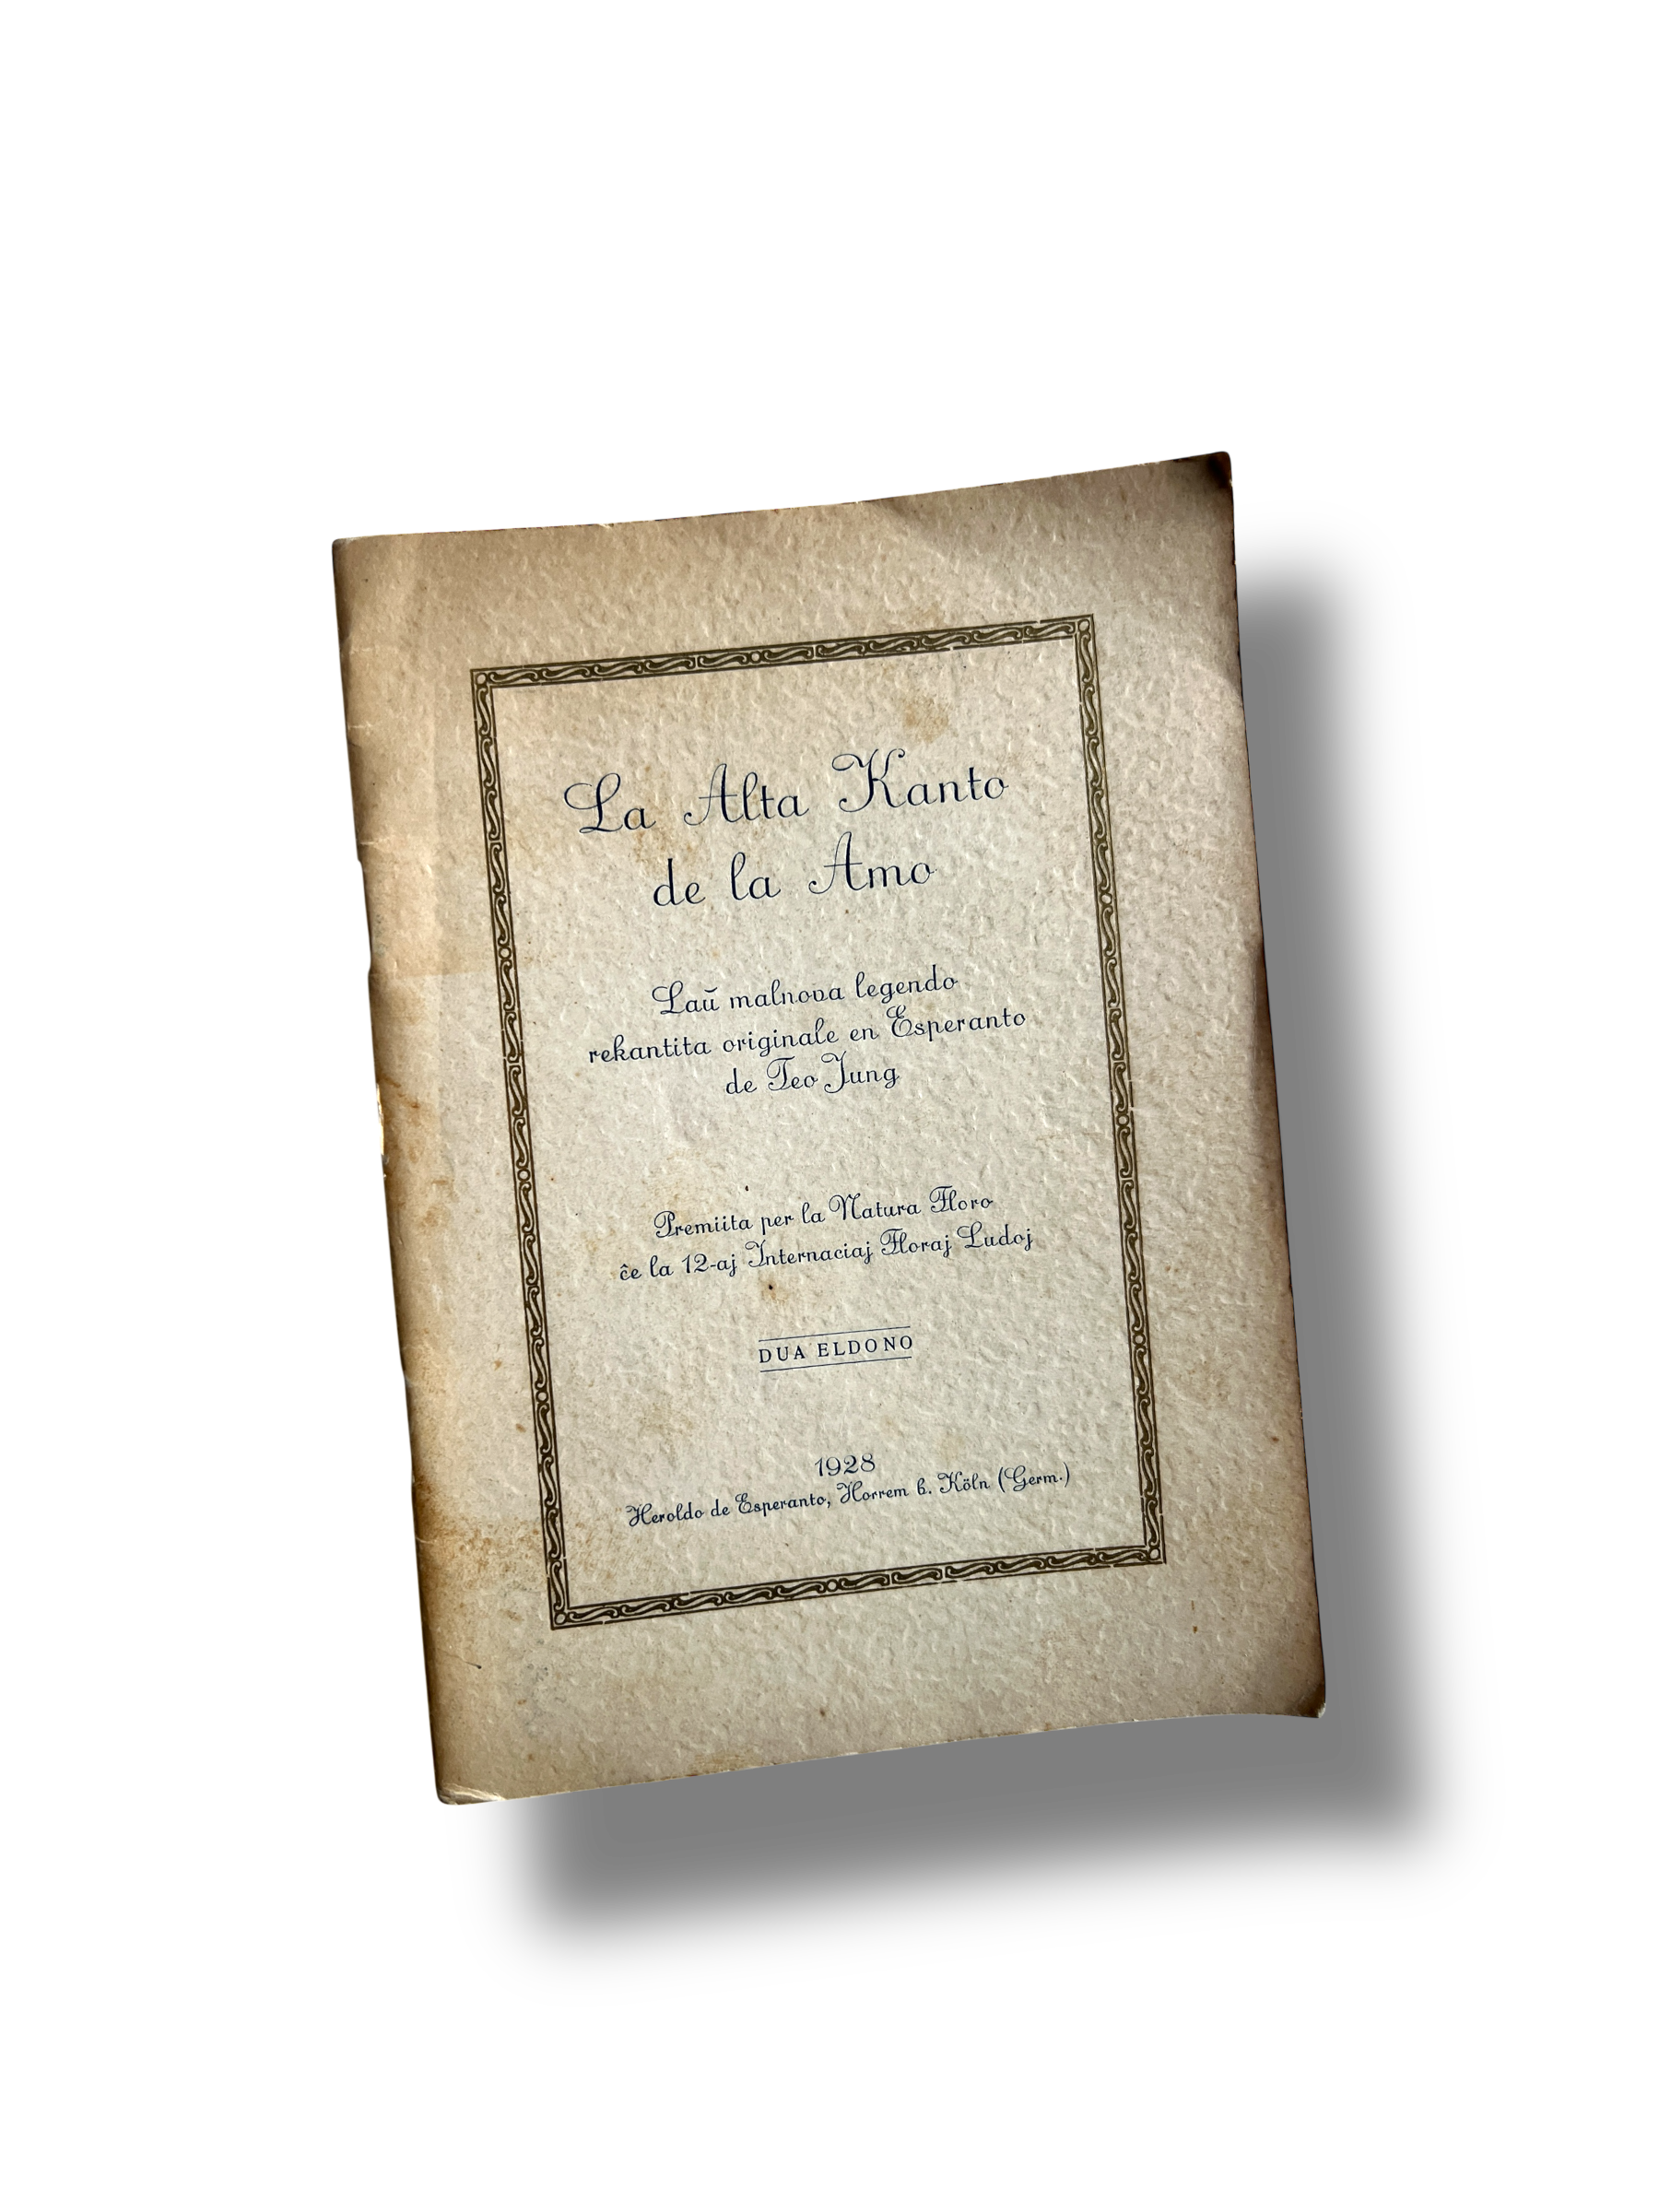 La Alta Kanto
de la Amo
Laŭ malnova legendo
rekantita originale en Esperanto
de Teo Jung
Premiita per la Natura Floro
ĉe la 12-aj Internaciaj Floraj Ludoj
DUA ELDONO
1928
Heroldo de Esperanto, Horrem b. Köln (Germ.)